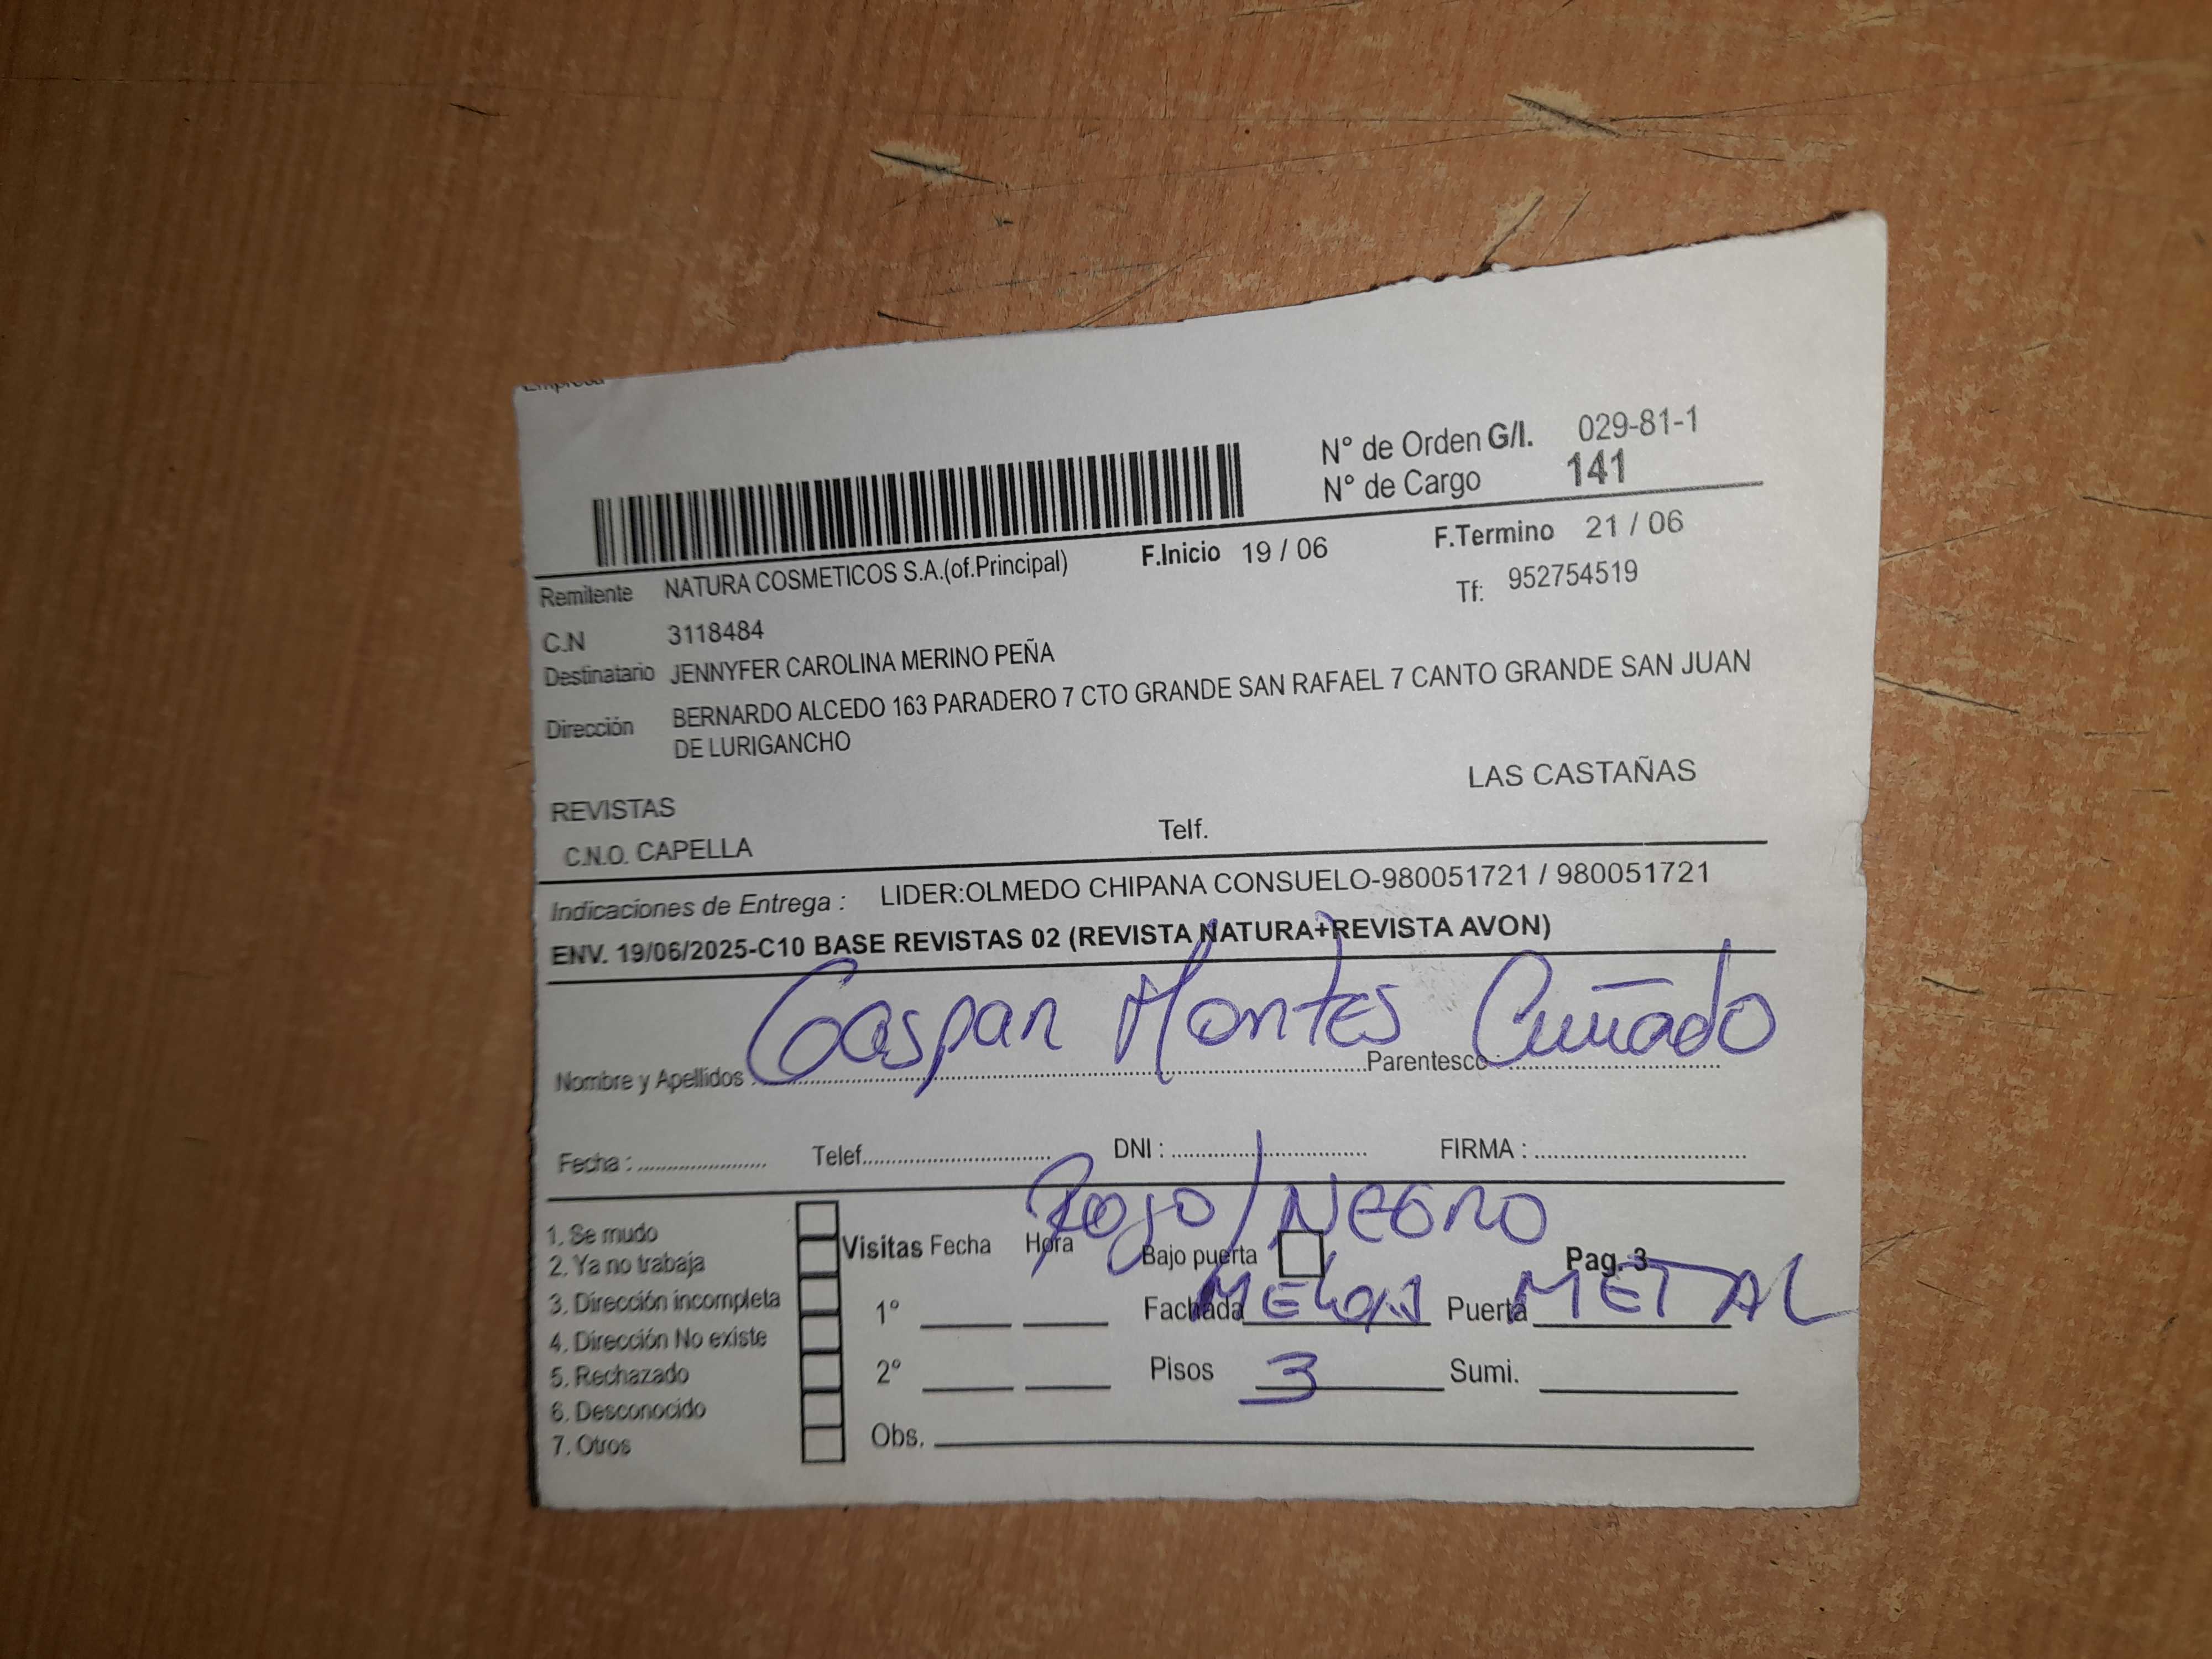 Empresa
N° de Orden G/I. 029-81-1
N° de Cargo 141
F.Inicio 19 / 06 F.Termino 21 / 06
Remitente NATURA COSMETICOS S.A.(of.Principal) Tf: 952754519
C.N 3118484
Destinatario JENNYFER CAROLINA MERINO PEÑA
Dirección BERNARDO ALCEDO 163 PARADERO 7 CTO GRANDE SAN RAFAEL 7 CANTO GRANDE SAN JUAN
DE LURIGANCHO
LAS CASTAÑAS
REVISTAS
C.N.O. CAPELLA Telf.
Indicaciones de Entrega : LIDER:OLMEDO CHIPANA CONSUELO-980051721 / 980051721
ENV. 19/06/2025-C10 BASE REVISTAS 02 (REVISTA NATURA+REVISTA AVON)
Nombre y Apellidos : Gaspar Montes Parentesco : Cuñado
Fecha : Telef. DNI : FIRMA :
Rojo/NEGRO
1. Se mudo
2. Ya no trabaja
3. Dirección incompleta
4. Dirección No existe
5. Rechazado
6. Desconocido
7. Otros
Visitas Fecha Hora Bajo puerta Pag. 3
1° Fachada MELON Puerta METAL
2° Pisos 3 Sumi.
Obs.